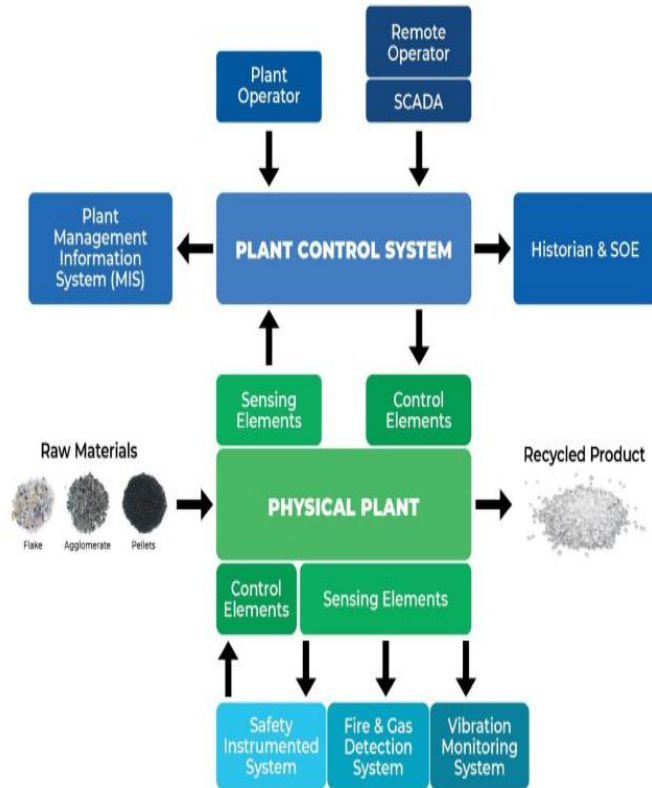 Plant
Operator
Remote
Operator
SCADA
Plant
Management
Information
System (MIS)
PLANT CONTROL SYSTEM
Historian & SOE
Sensing
Elements
Control
Elements
Raw Materials
Flake
Agglomerate
Pellets
PHYSICAL PLANT
Recycled Product
Control
Elements
Sensing Elements
Safety
Instrumented
System
Fire & Gas
Detection
System
Vibration
Monitoring
System